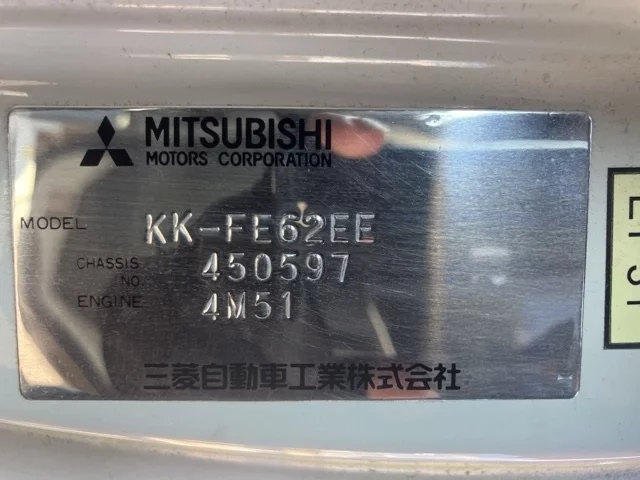 MITSUBISHI
MOTORS CORPORATION
MODEL KK-FE62EE
CHASSIS NO. 450597
ENGINE 4M51
三菱自動車工業株式会社